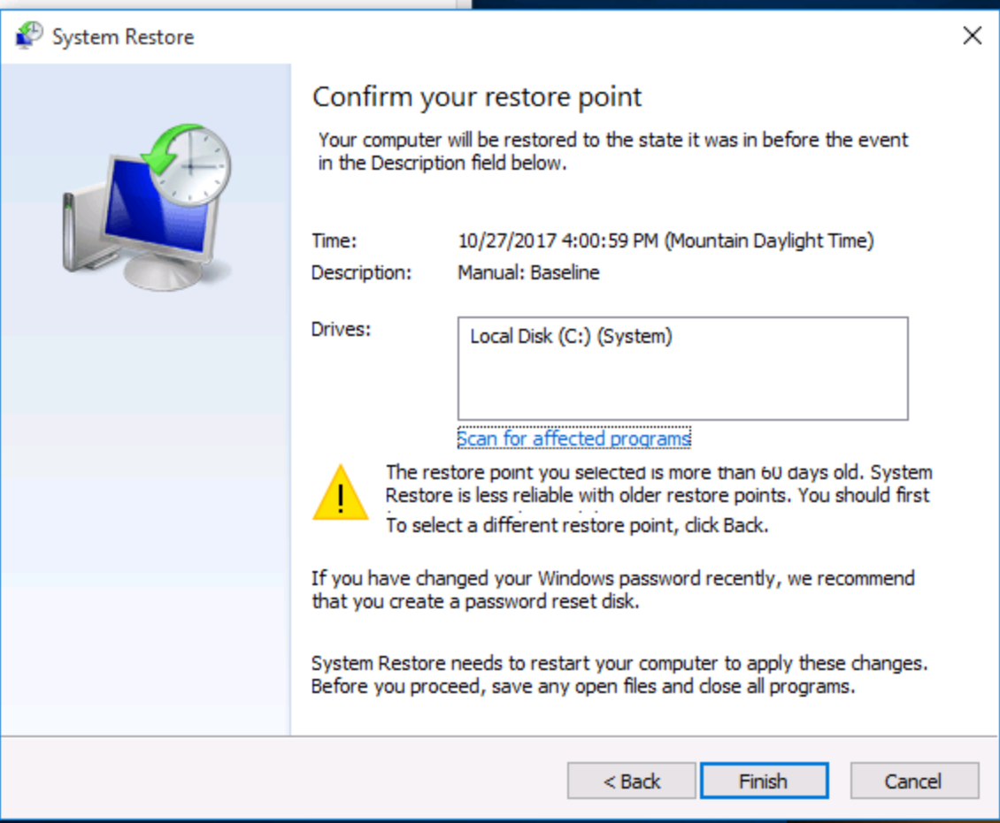 System Restore
Confirm your restore point
Your computer will be restored to the state it was in before the event
in the Description field below.
Time: 10/27/2017 4:00:59 PM (Mountain Daylight Time)
Description: Manual: Baseline
Drives: Local Disk (C:) (System)
Scan for affected programs
The restore point you selected is more than 60 days old. System
Restore is less reliable with older restore points. You should first
To select a different restore point, click Back.
If you have changed your Windows password recently, we recommend
that you create a password reset disk.
System Restore needs to restart your computer to apply these changes.
Before you proceed, save any open files and close all programs.
< Back Finish Cancel